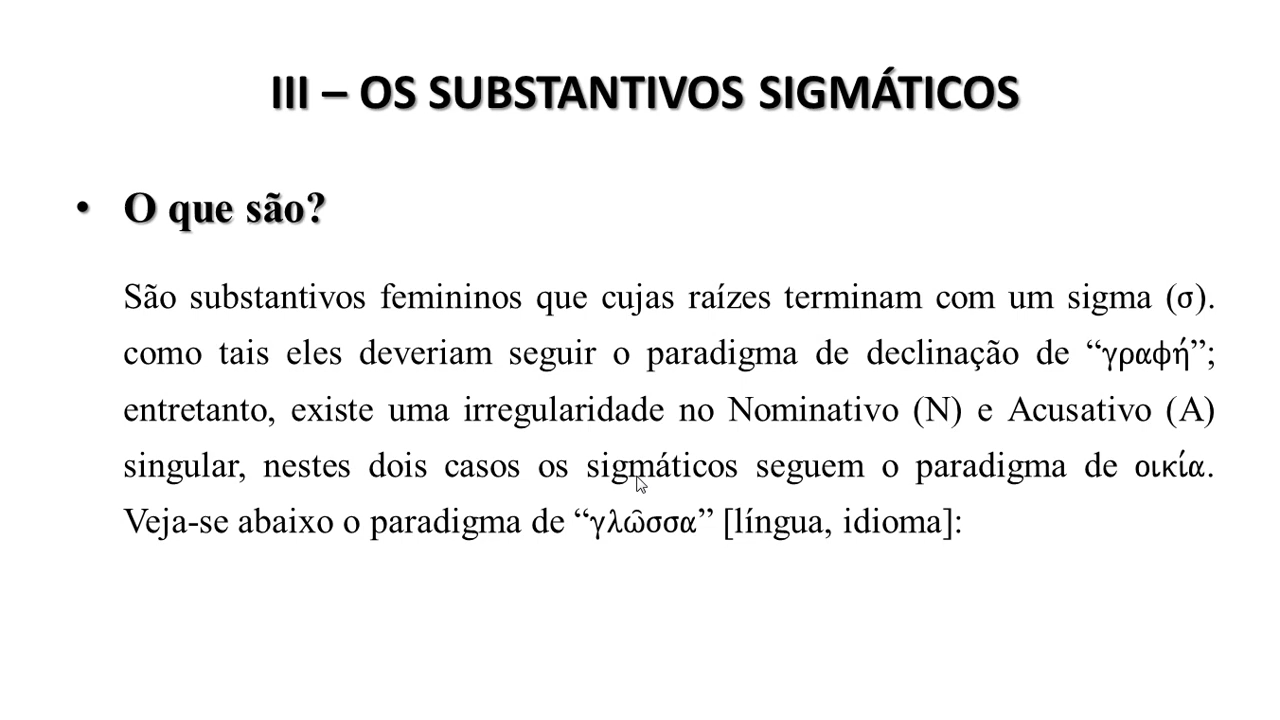 III – OS SUBSTANTIVOS SIGMÁTICOS
• O que são?
São substantivos femininos que cujas raízes terminam com um sigma (σ).
como tais eles deveriam seguir o paradigma de declinação de “γραφή”;
entretanto, existe uma irregularidade no Nominativo (N) e Acusativo (A)
singular, nestes dois casos os sigmáticos seguem o paradigma de οικία.
Veja-se abaixo o paradigma de “γλῶσσα” [língua, idioma]: